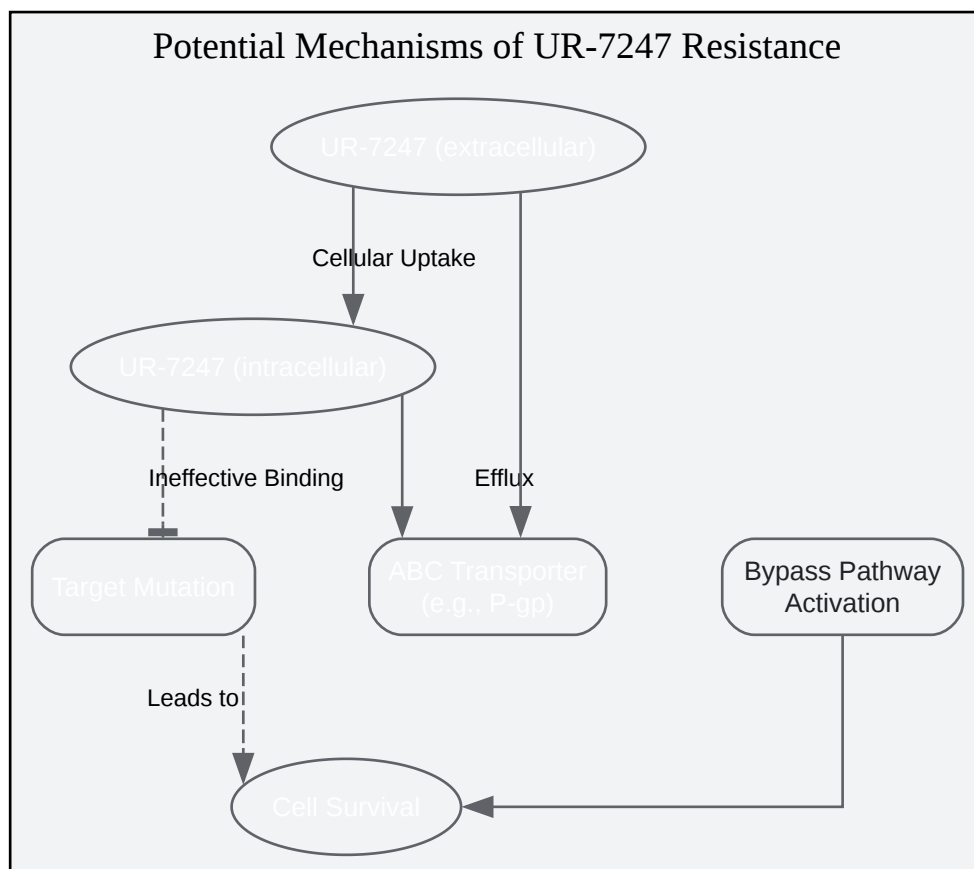 Potential Mechanisms of UR-7247 Resistance
UR-7247 (extracellular)
Cellular Uptake
UR-7247 (intracellular)
Ineffective Binding
Efflux
Target Mutation
ABC Transporter
(e.g., P-gp)
Bypass Pathway
Activation
Leads to
Cell Survival